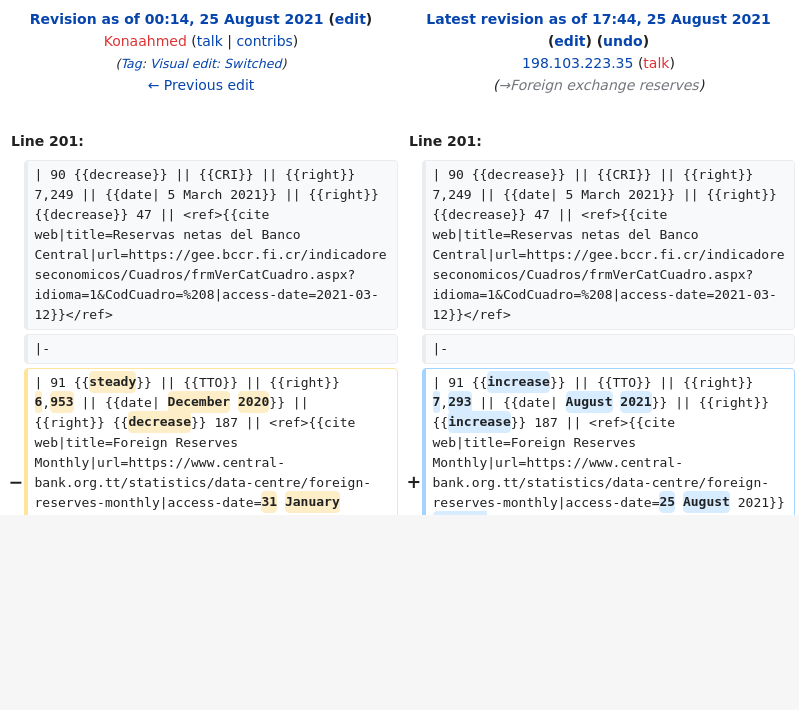 Revision as of 00:14, 25 August 2021 (edit)
Konaahmed (talk | contribs)
(Tag: Visual edit: Switched)
← Previous edit
Latest revision as of 17:44, 25 August 2021
(edit) (undo)
198.103.223.35 (talk)
(→Foreign exchange reserves)
Line 201:
| 90 {{decrease}} || {{CRI}} || {{right}}
7,249 || {{date| 5 March 2021}} || {{right}}
{{decrease}} 47 || <ref>{{cite
web|title=Reservas netas del Banco
Central|url=https://gee.bccr.fi.cr/indicadore
seconomicos/Cuadros/frmVerCatCuadro.aspx?
idioma=1&CodCuadro=%208|access-date=2021-03-
12}}</ref>
|-
− | 91 {{steady}} || {{TTO}} || {{right}}
6,953 || {{date| December 2020}} ||
{{right}} {{decrease}} 187 || <ref>{{cite
web|title=Foreign Reserves
Monthly|url=https://www.central-
bank.org.tt/statistics/data-centre/foreign-
reserves-monthly|access-date=31 January
Line 201:
| 90 {{decrease}} || {{CRI}} || {{right}}
7,249 || {{date| 5 March 2021}} || {{right}}
{{decrease}} 47 || <ref>{{cite
web|title=Reservas netas del Banco
Central|url=https://gee.bccr.fi.cr/indicadore
seconomicos/Cuadros/frmVerCatCuadro.aspx?
idioma=1&CodCuadro=%208|access-date=2021-03-
12}}</ref>
|-
+ | 91 {{increase}} || {{TTO}} || {{right}}
7,293 || {{date| August 2021}} || {{right}}
{{increase}} 187 || <ref>{{cite
web|title=Foreign Reserves
Monthly|url=https://www.central-
bank.org.tt/statistics/data-centre/foreign-
reserves-monthly|access-date=25 August 2021}}